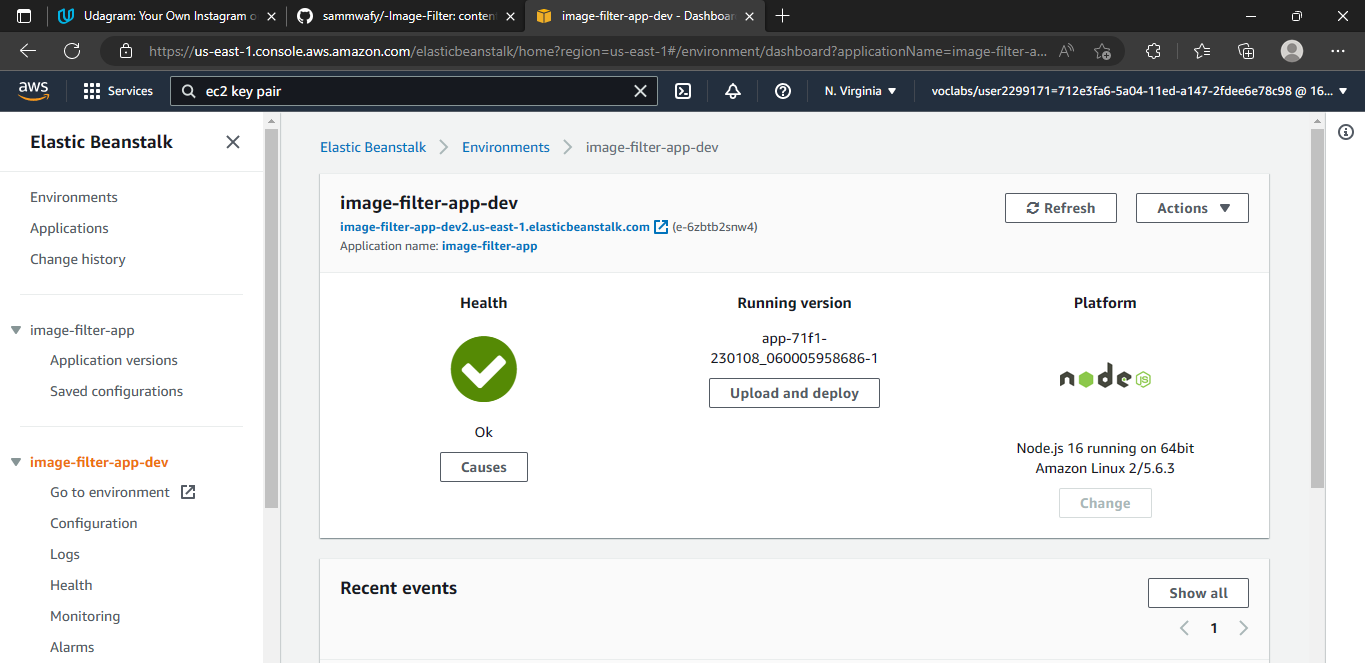 Udagram: Your Own Instagram o
sammwafy/-Image-Filter: conten
image-filter-app-dev - Dashboar
https://us-east-1.console.aws.amazon.com/elasticbeanstalk/home?region=us-east-1#/environment/dashboard?applicationName=image-filter-a...
aws
Services
ec2 key pair
N. Virginia
voclabs/user2299171=712e3fa6-5a04-11ed-a147-2fdee6e78c98 @ 16...
Elastic Beanstalk
Environments
Applications
Change history
image-filter-app
Application versions
Saved configurations
image-filter-app-dev
Go to environment
Configuration
Logs
Health
Monitoring
Alarms
Elastic Beanstalk
Environments
image-filter-app-dev
image-filter-app-dev
image-filter-app-dev2.us-east-1.elasticbeanstalk.com (e-6zbtb2snw4)
Application name: image-filter-app
Refresh
Actions
Health
Ok
Causes
Running version
app-71f1-
230108_060005958686-1
Upload and deploy
Platform
node JS
Node.js 16 running on 64bit
Amazon Linux 2/5.6.3
Change
Recent events
Show all
1